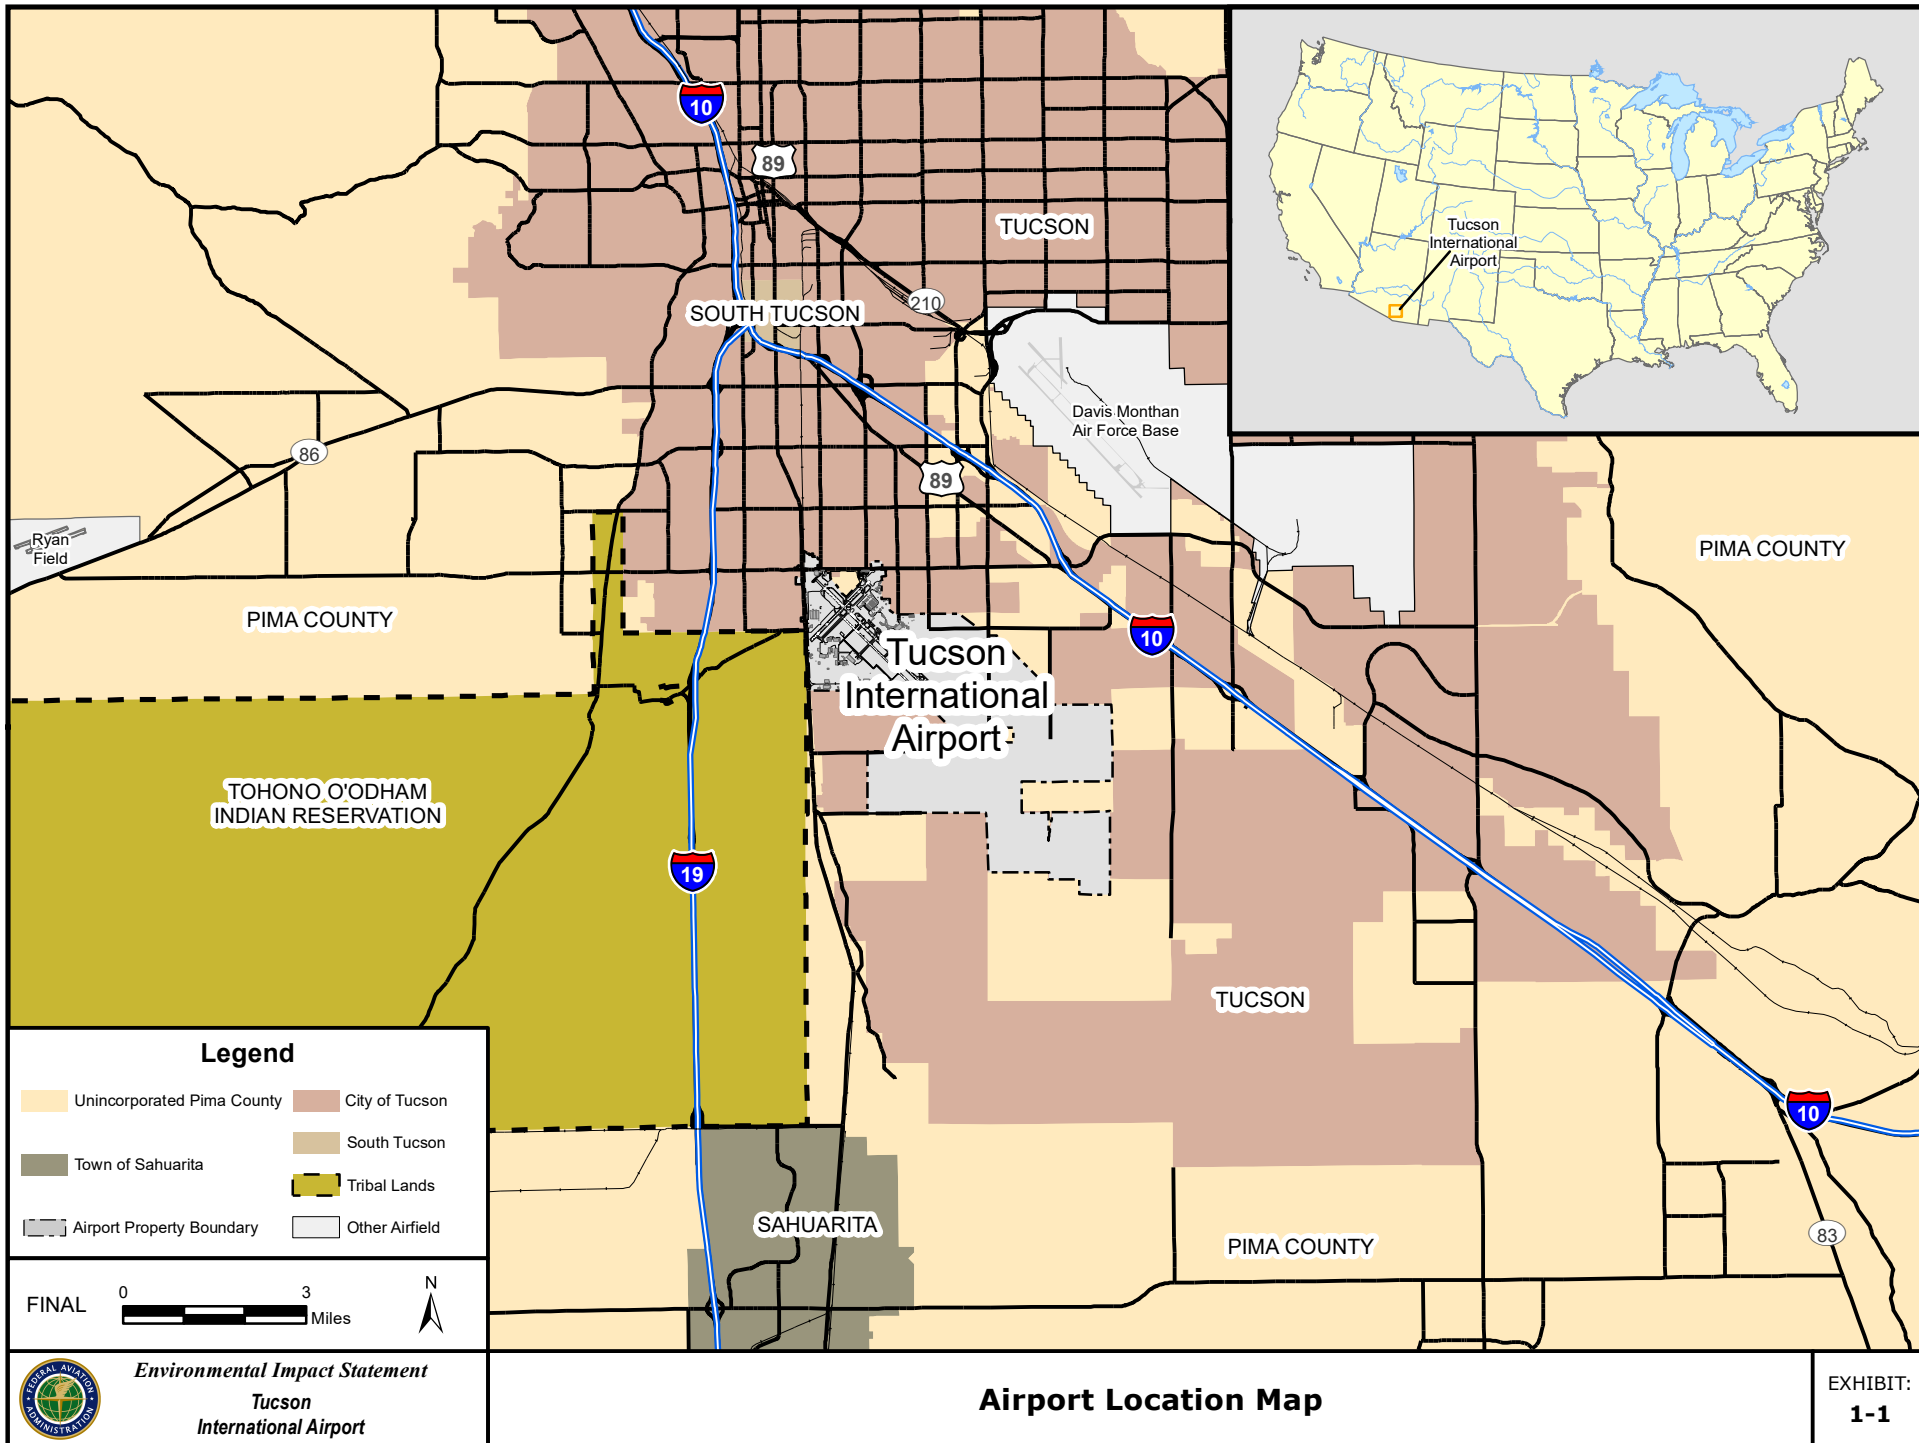 10
89
TUCSON
SOUTH TUCSON
210
Davis Monthan
Air Force Base
86
89
Ryan
Field
PIMA COUNTY
PIMA COUNTY
10
Tucson
International
Airport
TOHONO O'ODHAM
INDIAN RESERVATION
19
TUCSON
10
SAHUARITA
PIMA COUNTY
83
Tucson
International
Airport
Legend
Unincorporated Pima County
City of Tucson
South Tucson
Town of Sahuarita
Tribal Lands
Airport Property Boundary
Other Airfield
FINAL
0 3
Miles
N
FEDERAL AVIATION
ADMINISTRATION
Environmental Impact Statement
Tucson
International Airport
Airport Location Map
EXHIBIT:
1-1